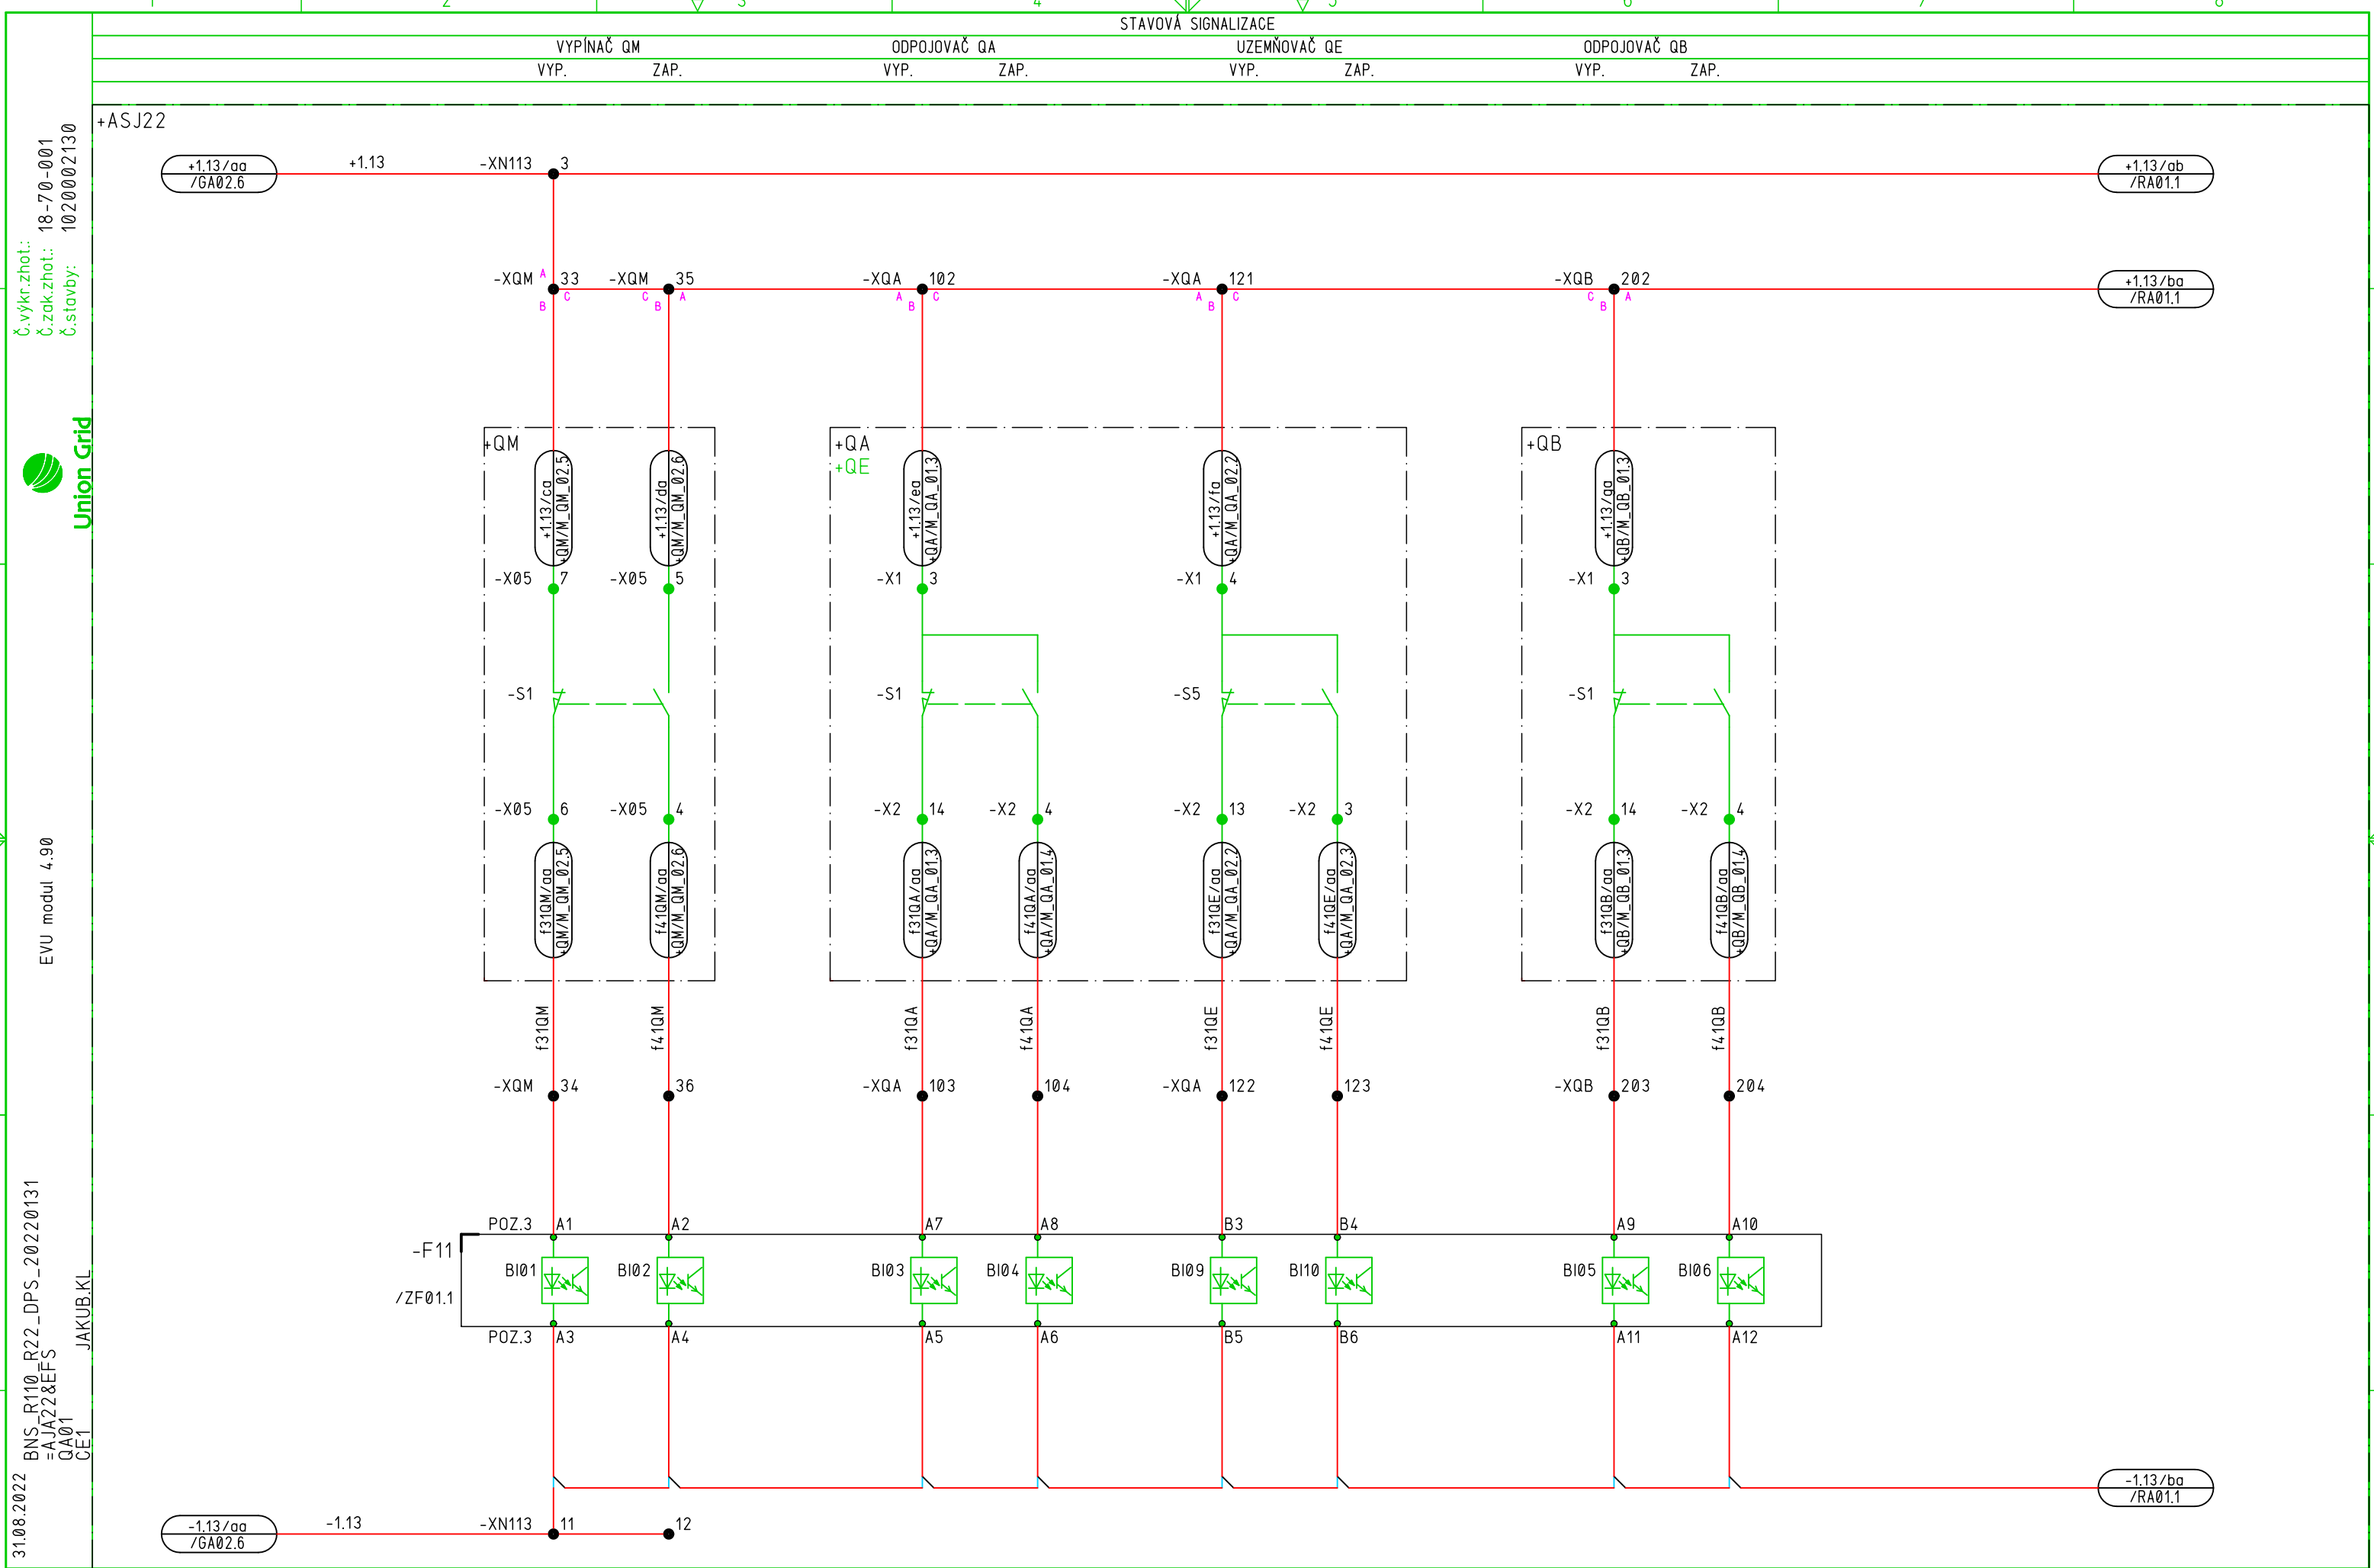 1 2 3 4 5 6 7 8
STAVOVÁ SIGNALIZACE
VYPÍNAČ QM ODPOJOVAČ QA UZEMŇOVAČ QE ODPOJOVAČ QB
VYP. ZAP. VYP. ZAP. VYP. ZAP. VYP. ZAP.
+ASJ22
+1.13/aa
/GA02.6
+1.13
-XN113 3
+1.13/ab
/RA01.1
-XQM A 33 -XQM 35 -XQA 102 -XQA 121 -XQB 202
B C C B A A B C A B C C B A
+1.13/ba
/RA01.1
+QM
+QA
+QE
+QB
+1.13/ca
+QM/M_QM_02.5
+1.13/da
+QM/M_QM_02.6
+1.13/ea
+QA/M_QA_01.3
+1.13/fa
+QA/M_QA_02.2
+1.13/ga
+QB/M_QB_01.3
-X05 7 -X05 5 -X1 3 -X1 4 -X1 3
-S1 -S1 -S5 -S1
-X05 6 -X05 4 -X2 14 -X2 4 -X2 13 -X2 3 -X2 14 -X2 4
f31QM/aa
+QM/M_QM_02.5
f41QM/aa
+QM/M_QM_02.6
f31QA/aa
+QA/M_QA_01.3
f41QA/aa
+QA/M_QA_01.4
f31QE/aa
+QA/M_QA_02.2
f41QE/aa
+QA/M_QA_02.3
f31QB/aa
+QB/M_QB_01.3
f41QB/aa
+QB/M_QB_01.4
f31QM f41QM f31QA f41QA f31QE f41QE f31QB f41QB
-XQM 34 36 -XQA 103 104 -XQA 122 123 -XQB 203 204
POZ.3 A1 A2 A7 A8 B3 B4 A9 A10
-F11
/ZF01.1
BI01 BI02 BI03 BI04 BI09 BI10 BI05 BI06
POZ.3 A3 A4 A5 A6 B5 B6 A11 A12
-1.13/ba
/RA01.1
-1.13/aa
/GA02.6
-1.13
-XN113 11 12
Č.výkr.zhot.:
Č.zak.zhot.: 18-70-001
Č.stavby: 1020002130
Union Grid
EVU modul 4.90
BNS_R110_R22_DPS_20220131
=AJA22&EFS
QA01
CE1 JAKUB.KL
31.08.2022